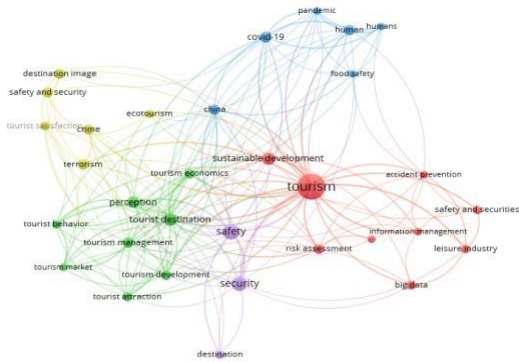 pandemic
covid-19
human
humans
destination image
food safety
safety and security
china
ecotourism
tourist satisfaction
crime
sustainable development
terrorism
tourism economics
accident prevention
tourism
perception
safety and securities
tourist destination
tourist behavior
safety
information management
tourism management
risk assessment
leisure industry
tourism market
tourism development
security
big data
tourist attraction
destination